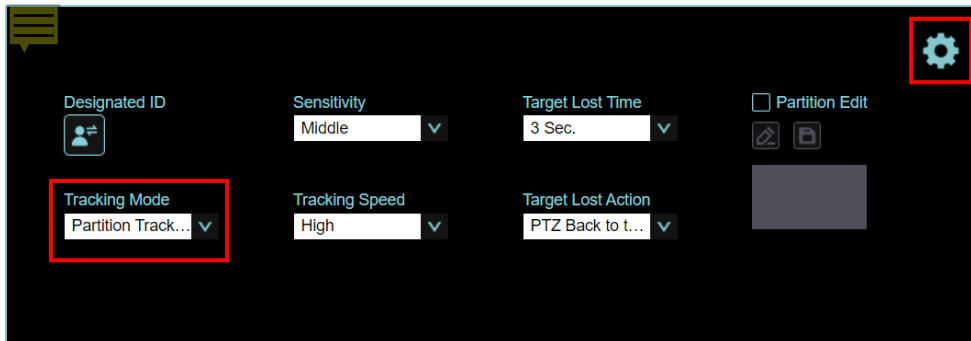 Designated ID
Sensitivity
Target Lost Time
Partition Edit
Middle
3 Sec.
Tracking Mode
Tracking Speed
Target Lost Action
Partition Track...
High
PTZ Back to t...